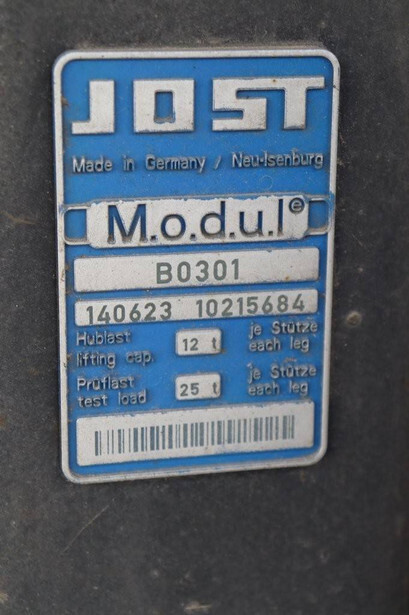 JOST
Made in Germany / Neu-Isenburg
M.o.d.u.l®
B0301
140623 10215684
Hublast je Stütze
lifting cap. 12 t each leg
Prüflast je Stütze
test load 25 t each leg